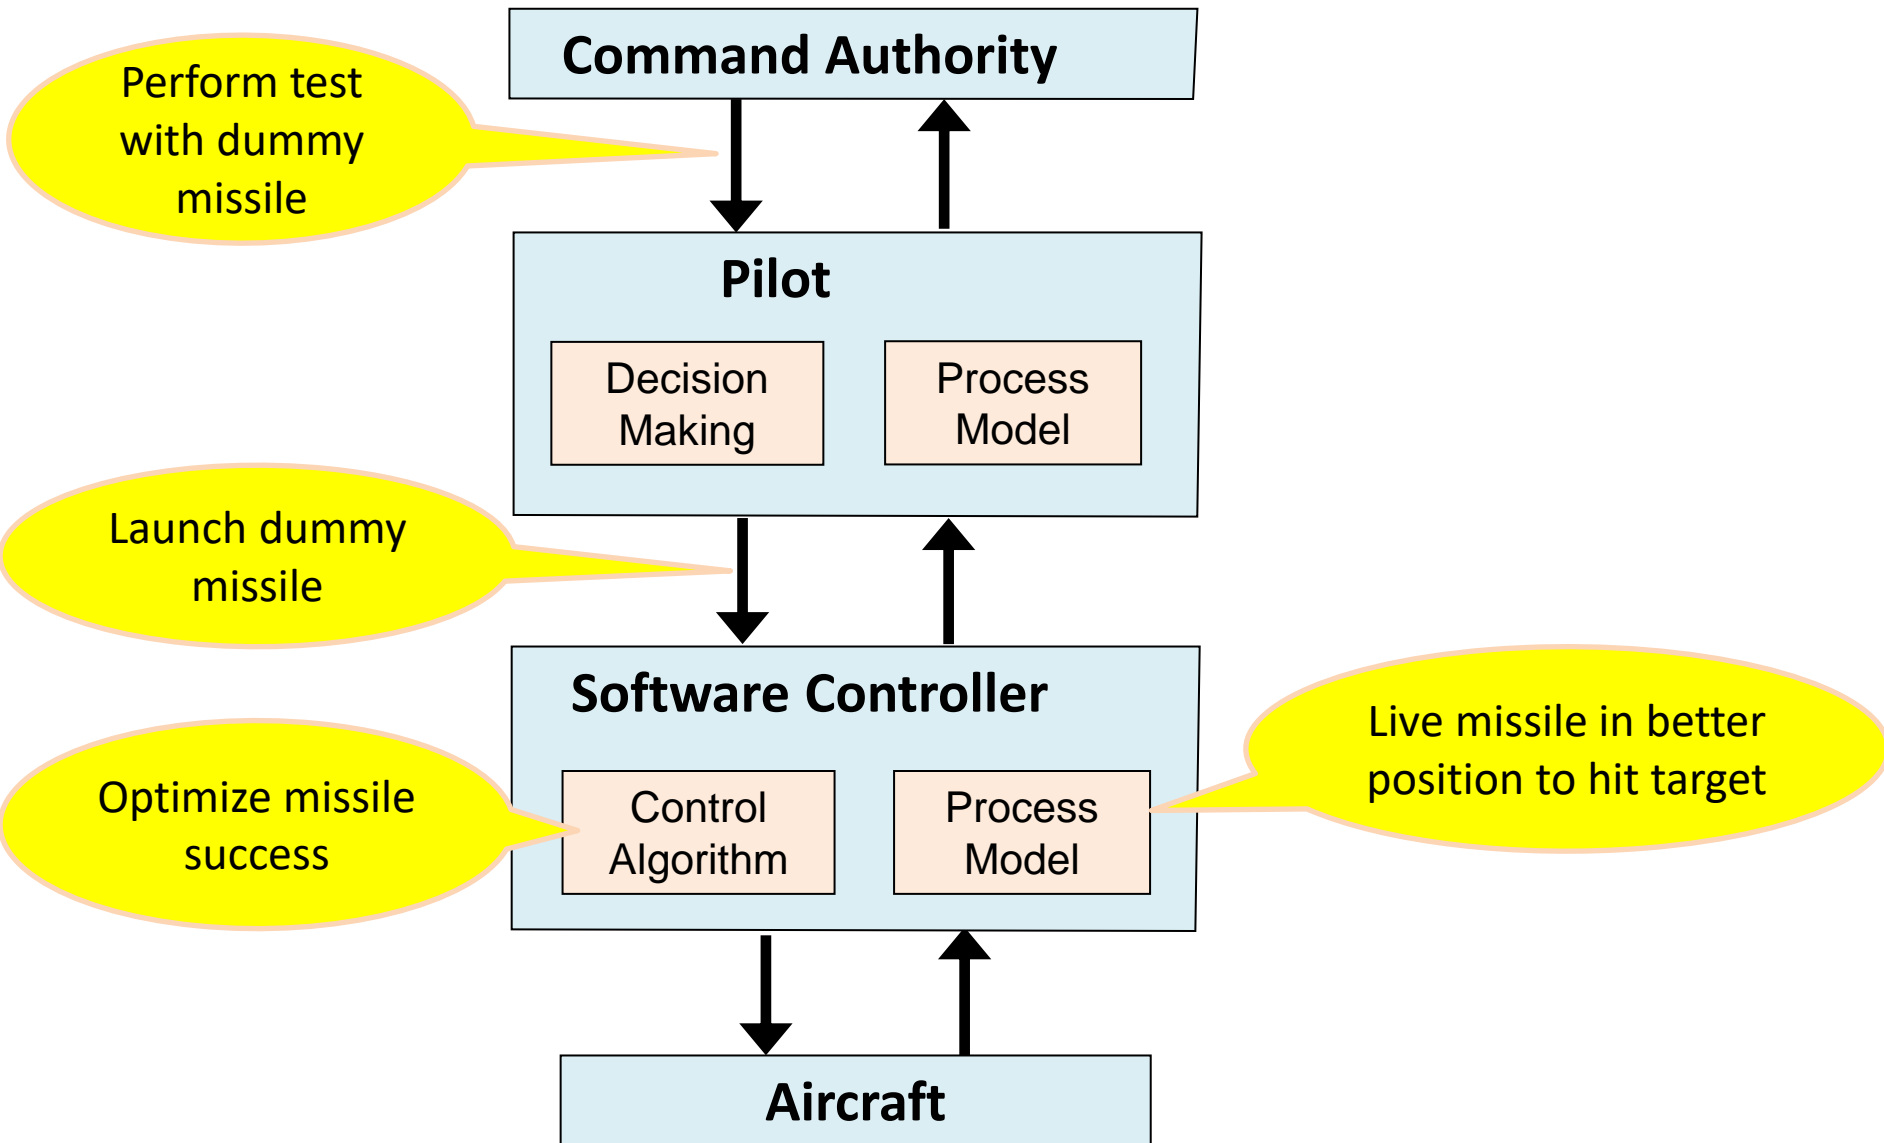 Command Authority
Perform test
with dummy
missile
Pilot
Decision
Making
Process
Model
Launch dummy
missile
Software Controller
Live missile in better
position to hit target
Optimize missile
success
Control
Algorithm
Process
Model
Aircraft